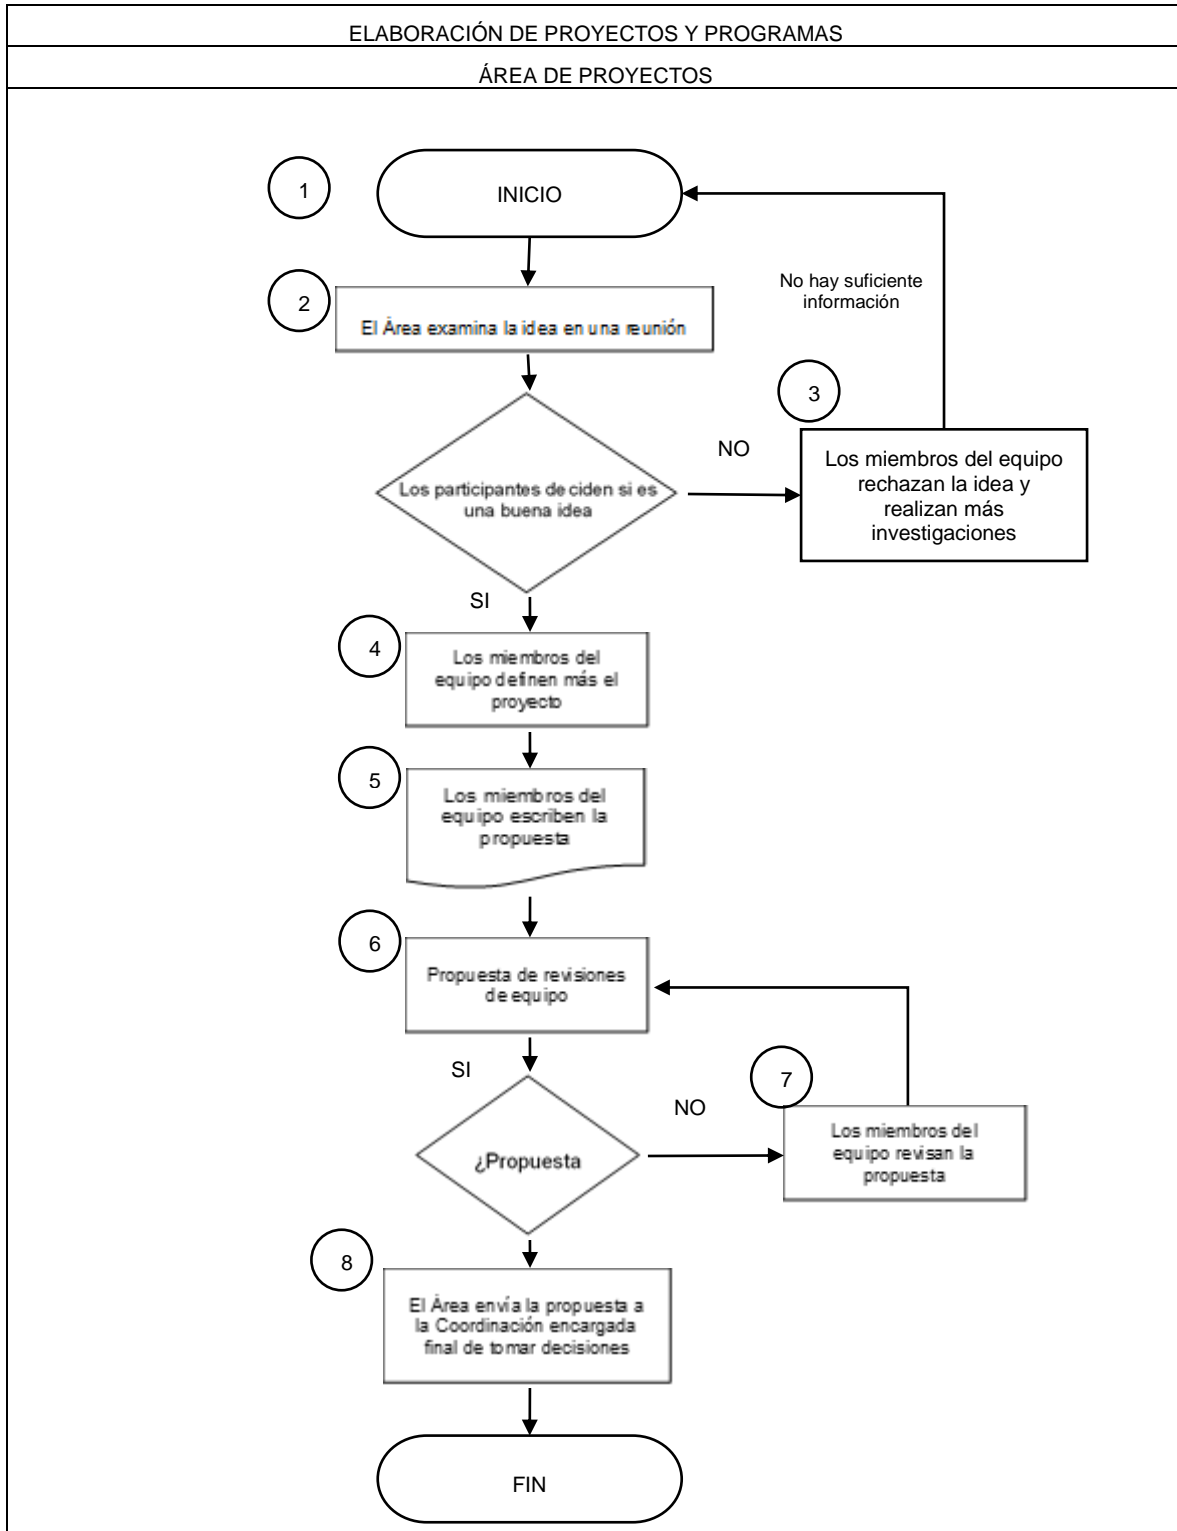 ELABORACIÓN DE PROYECTOS Y PROGRAMAS
ÁREA DE PROYECTOS
1
INICIO
No hay suficiente
información
2
El Área examina la idea en una reunión
3
NO
Los miembros del equipo
rechazan la idea y
realizan más
investigaciones
Los participantes deciden si es
una buena idea
SI
4
Los miembros del
equipo definen más el
proyecto
5
Los miembros del
equipo escriben la
propuesta
6
Propuesta de revisiones
de equipo
SI
7
NO
Los miembros del
equipo revisan la
propuesta
¿Propuesta
8
El Área envía la propuesta a
la Coordinación encargada
final de tomar decisiones
FIN